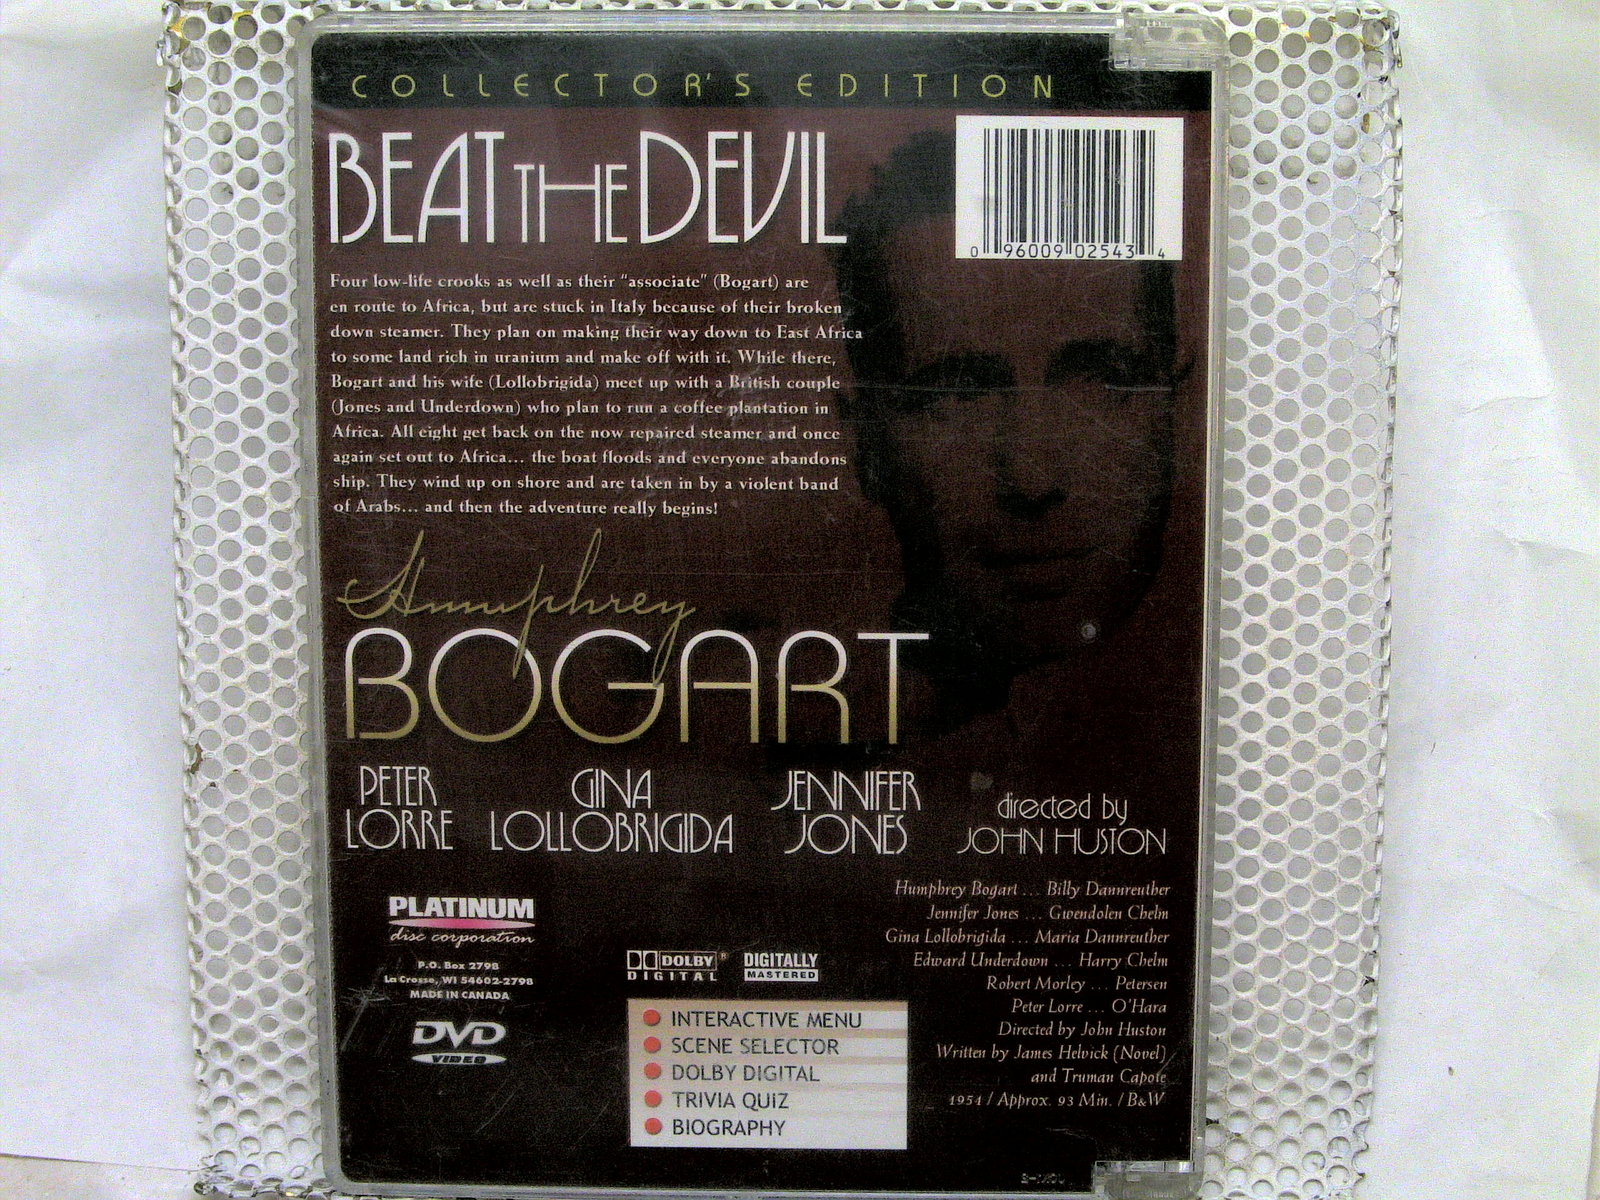 COLLECTOR'S EDITION
BEAT THE DEVIL
0 96009 02543 4
Four low-life crooks as well as their “associate” (Bogart) are
en route to Africa, but are stuck in Italy because of their broken
down steamer. They plan on making their way down to East Africa
to some land rich in uranium and make off with it. While there,
Bogart and his wife (Lollobrigida) meet up with a British couple
(Jones and Underdown) who plan to run a coffee plantation in
Africa. All eight get back on the now repaired steamer and once
again set out to Africa... the boat floods and everyone abandons
ship. They wind up on shore and are taken in by a violent band
of Arabs... and then the adventure really begins!
Humphrey
BOGART
PETER
LORRE
GINA
LOLLOBRIGIDA
JENNIFER
JONES
directed by
JOHN HUSTON
Humphrey Bogart ... Billy Dannreuther
Jennifer Jones ... Gwendolen Chelm
Gina Lollobrigida ... Maria Dannreuther
Edward Underdown ... Harry Chelm
Robert Morley ... Petersen
Peter Lorre ... O'Hara
Directed by John Huston
Written by James Helvick (Novel)
and Truman Capote
1954 / Approx. 93 Min. / B&W
PLATINUM
disc corporation
P.O. Box 2798
La Crosse, WI 54602-2798
MADE IN CANADA
DVD
VIDEO
DOLBY®
DIGITAL
DIGITALLY
MASTERED
INTERACTIVE MENU
SCENE SELECTOR
DOLBY DIGITAL
TRIVIA QUIZ
BIOGRAPHY